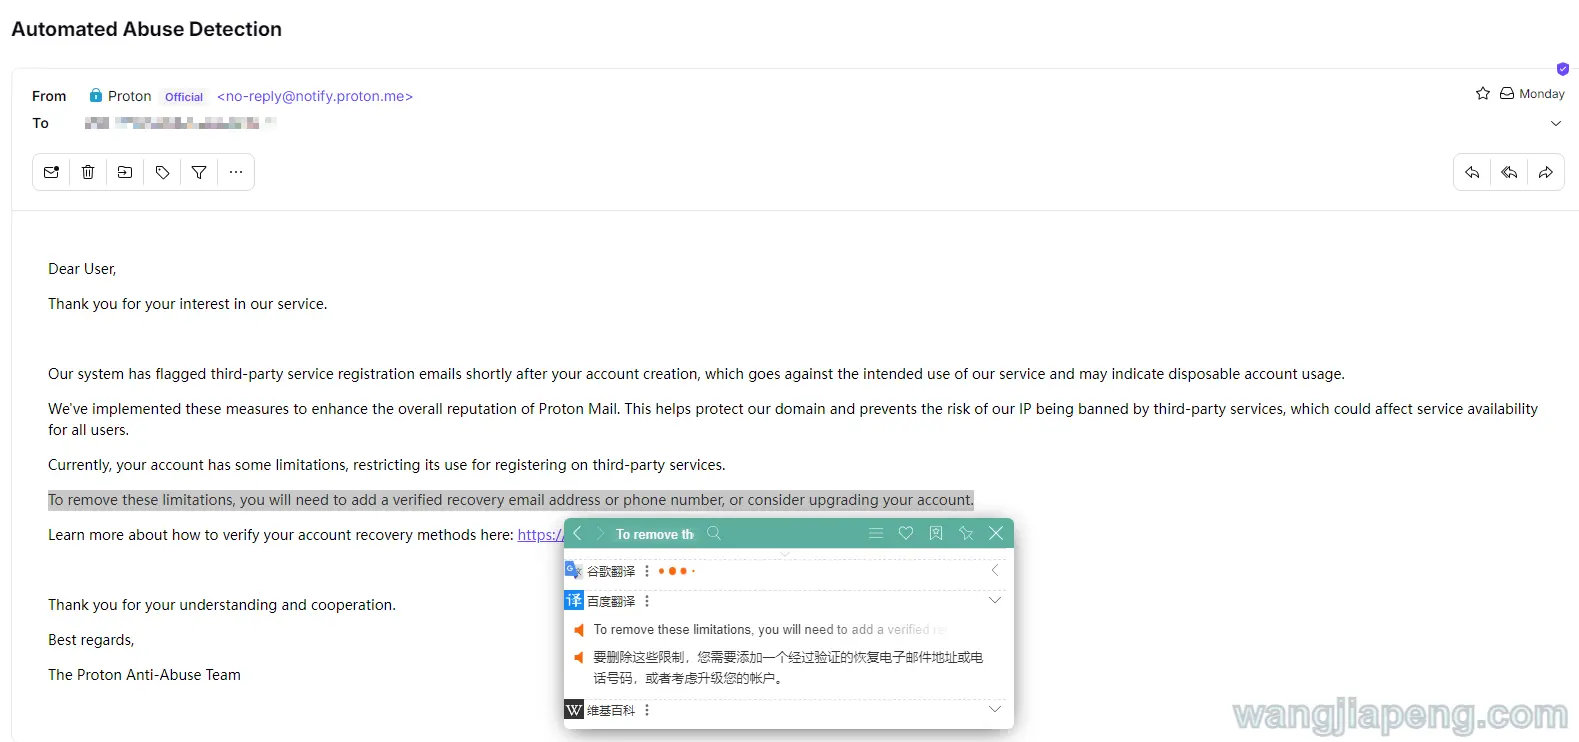 Automated Abuse Detection
From Proton Official <no-reply@notify.proton.me>
Monday
To
Dear User,
Thank you for your interest in our service.
Our system has flagged third-party service registration emails shortly after your account creation, which goes against the intended use of our service and may indicate disposable account usage.
We've implemented these measures to enhance the overall reputation of Proton Mail. This helps protect our domain and prevents the risk of our IP being banned by third-party services, which could affect service availability
for all users.
Currently, your account has some limitations, restricting its use for registering on third-party services.
To remove these limitations, you will need to add a verified recovery email address or phone number, or consider upgrading your account.
Learn more about how to verify your account recovery methods here: https:/
To remove th
谷歌翻译
译 百度翻译
To remove these limitations, you will need to add a verified re
要删除这些限制，您需要添加一个经过验证的恢复电子邮件地址或电
话号码，或者考虑升级您的帐户。
W 维基百科
Thank you for your understanding and cooperation.
Best regards,
The Proton Anti-Abuse Team
wangjiapeng.com